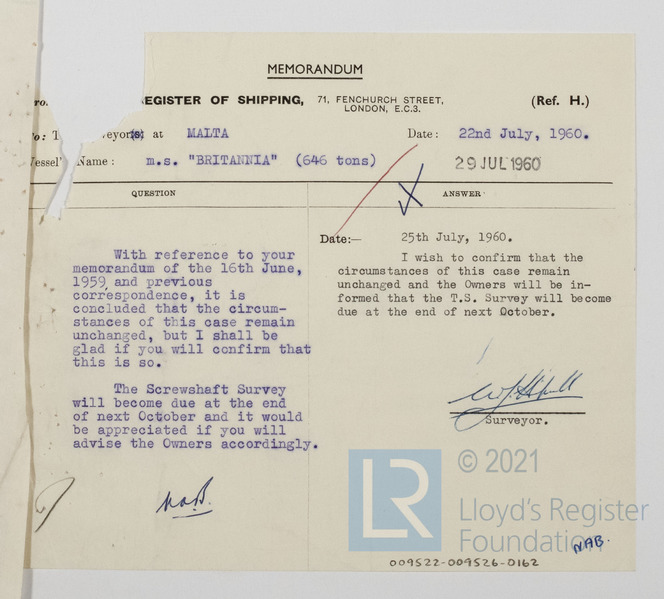 MEMORANDUM
REGISTER OF SHIPPING, 71, FENCHURCH STREET, LONDON, E.C.3. (Ref. H.)
To: at MALTA Date: 22nd July, 1960.
Vessel's Name: m.s. "BRITANNIA" (646 tons) 29 JUL 1960
QUESTION ANSWER
With reference to your
memorandum of the 16th June,
1959 and previous
correspondence, it is
concluded that the circum-
stances of this case remain
unchanged, but I shall be
glad if you will confirm that
this is so.
The Screwshaft Survey
will become due at the end
of next October and it would
be appreciated if you will
advise the Owners accordingly.
Date:— 25th July, 1960.
I wish to confirm that the
circumstances of this case remain
unchanged and the Owners will be in-
formed that the T.S. Survey will become
due at the end of next October.
Surveyor.
LR
© 2021
Lloyd's Register
Foundation
NAB.
009522-009526-0162